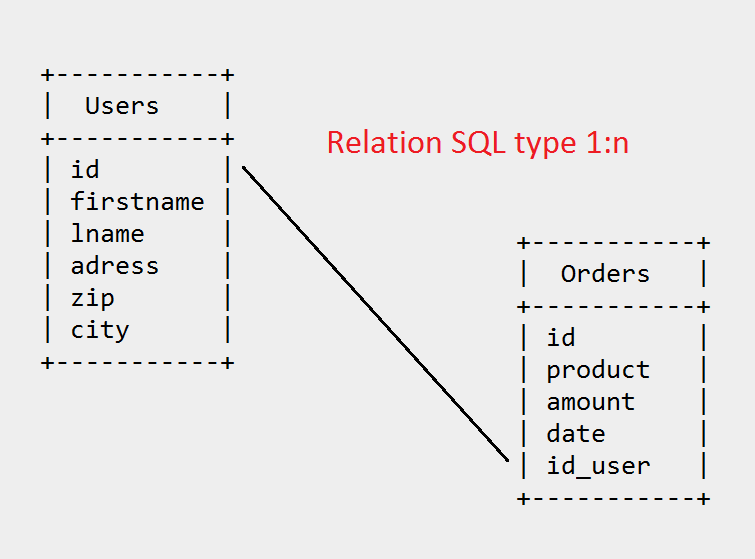 +-----------+
|  Users    |
+-----------+
| id        |
| firstname |
| lname     |
| adress    |
| zip       |
| city      |
+-----------+
Relation SQL type 1:n
+-----------+
|  Orders   |
+-----------+
| id        |
| product   |
| amount    |
| date      |
| id_user   |
+-----------+